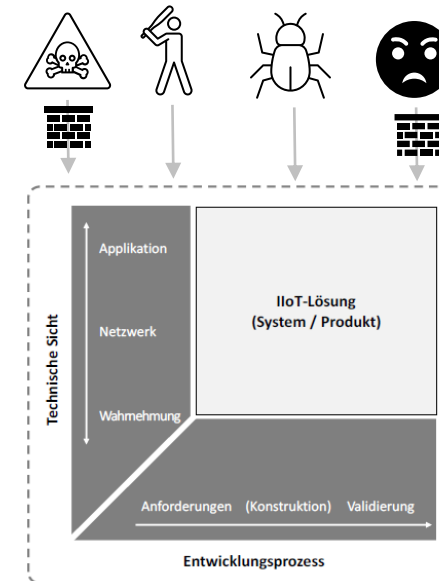 Applikation
IIoT-Lösung
(System / Produkt)
Netzwerk
Technische Sicht
Wahrnehmung
Anforderungen (Konstruktion) Validierung
Entwicklungsprozess